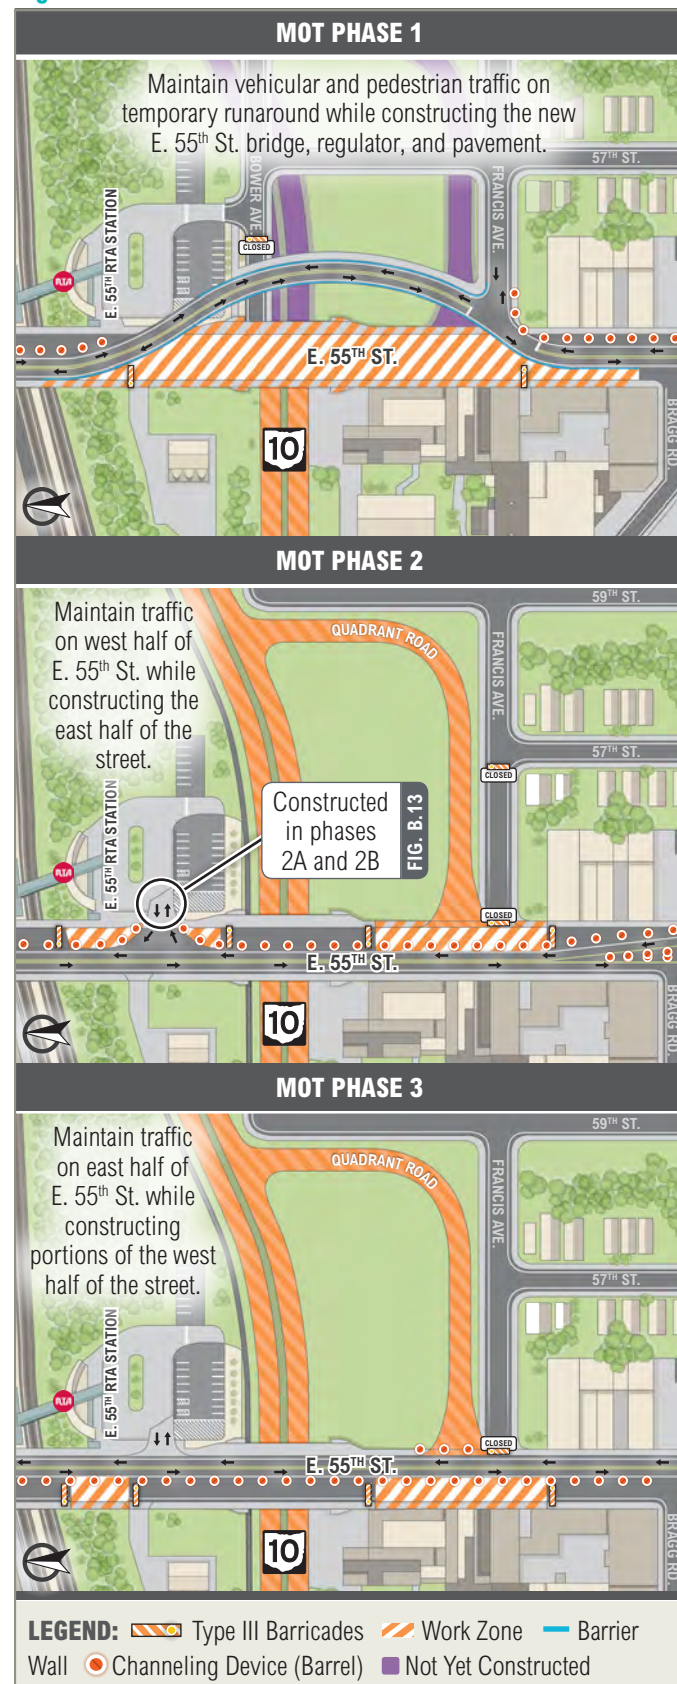 MOT PHASE 1
Maintain vehicular and pedestrian traffic on
temporary runaround while constructing the new
E. 55th St. bridge, regulator, and pavement.
57TH ST.
BOWER AVE.
FRANCIS AVE.
E. 55TH RTA STATION
CLOSED
RTA
E. 55TH ST.
10
BRAGG RD.
MOT PHASE 2
59TH ST.
Maintain traffic
on west half of
E. 55th St. while
constructing the
east half of the
street.
QUADRANT ROAD
FRANCIS AVE.
57TH ST.
CLOSED
E. 55TH RTA STATION
Constructed
in phases
2A and 2B
FIG. B.13
RTA
CLOSED
E. 55TH ST.
10
BRAGG RD.
MOT PHASE 3
59TH ST.
Maintain traffic
on east half of
E. 55th St. while
constructing
portions of the west
half of the street.
QUADRANT ROAD
FRANCIS AVE.
57TH ST.
E. 55TH RTA STATION
RTA
CLOSED
E. 55TH ST.
10
BRAGG RD.
LEGEND: Type III Barricades Work Zone Barrier
Wall Channeling Device (Barrel) Not Yet Constructed